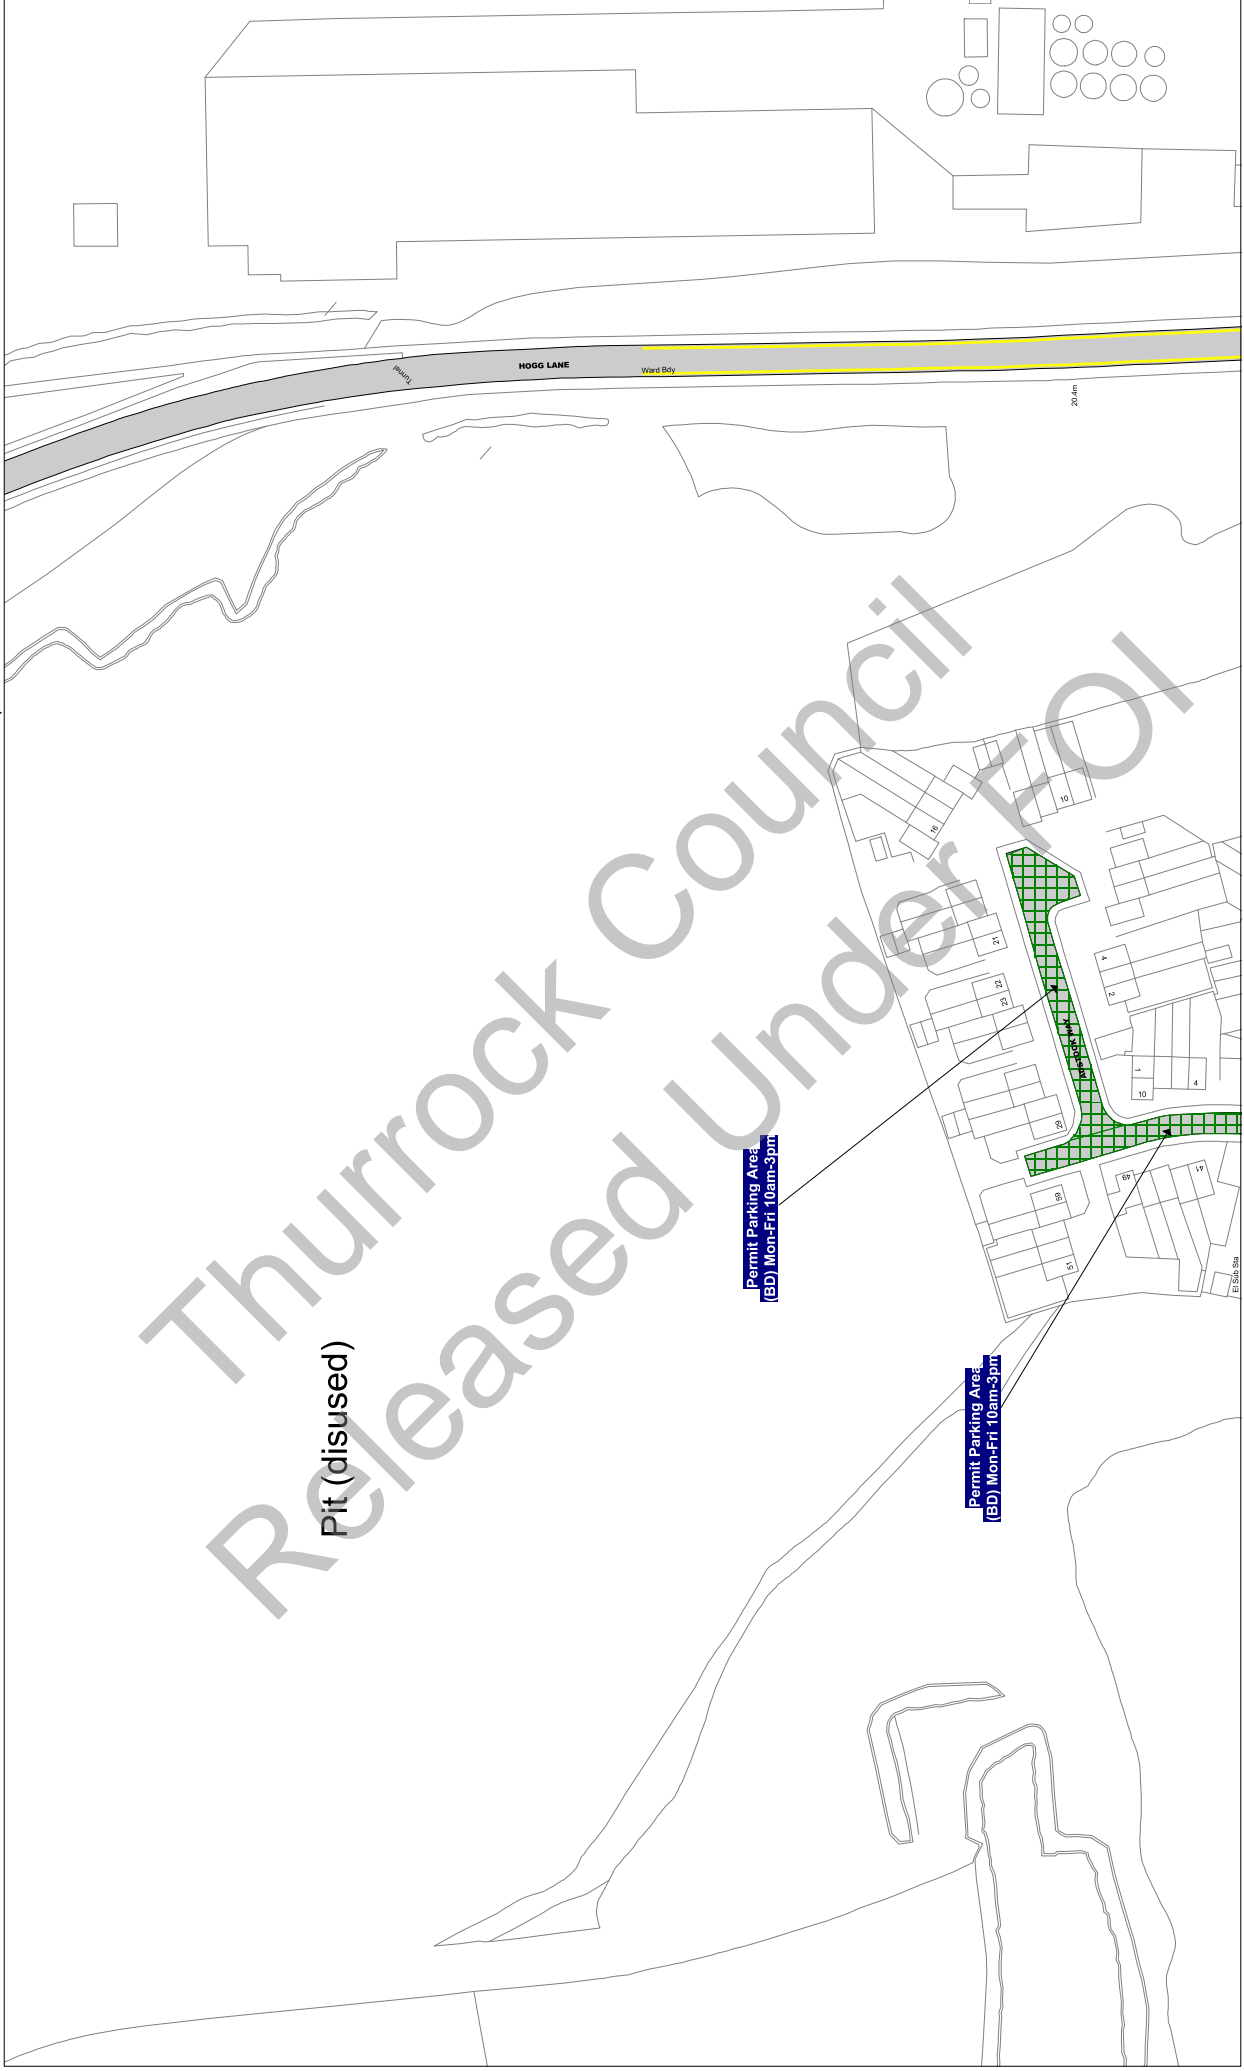 HOGG LANE
Tunnel
Ward Bdy
20.4m
Thurrock Council
Released Under FOI
Pit (disused)
16
10
21
22
23
4
2
1
10
4
29
59
51
49
41
El Sub Sta
Permit Parking Area
(BD) Mon-Fri 10am-3pm
Permit Parking Area
(BD) Mon-Fri 10am-3pm